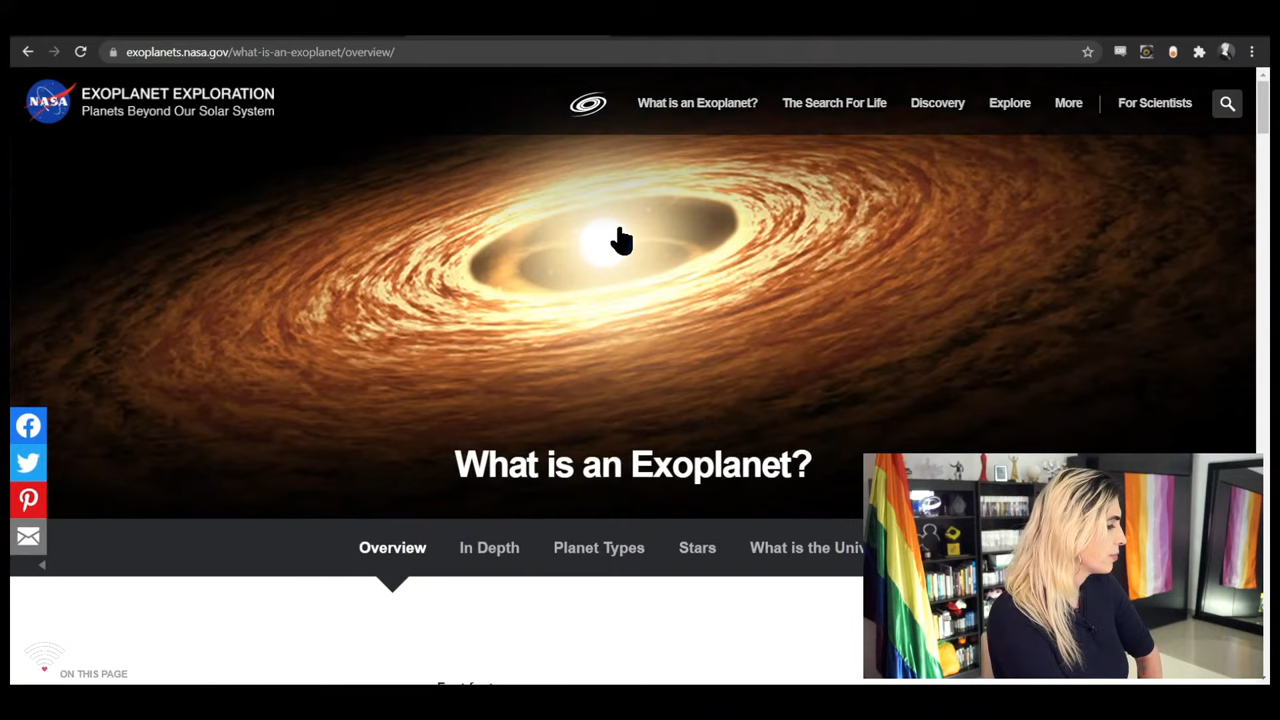 exoplanets.nasa.gov/what-is-an-exoplanet/overview/
NASA
EXOPLANET EXPLORATION
Planets Beyond Our Solar System
What is an Exoplanet?
The Search For Life
Discovery
Explore
More
For Scientists
What is an Exoplanet?
Overview
In Depth
Planet Types
Stars
What is the Univ
ON THIS PAGE